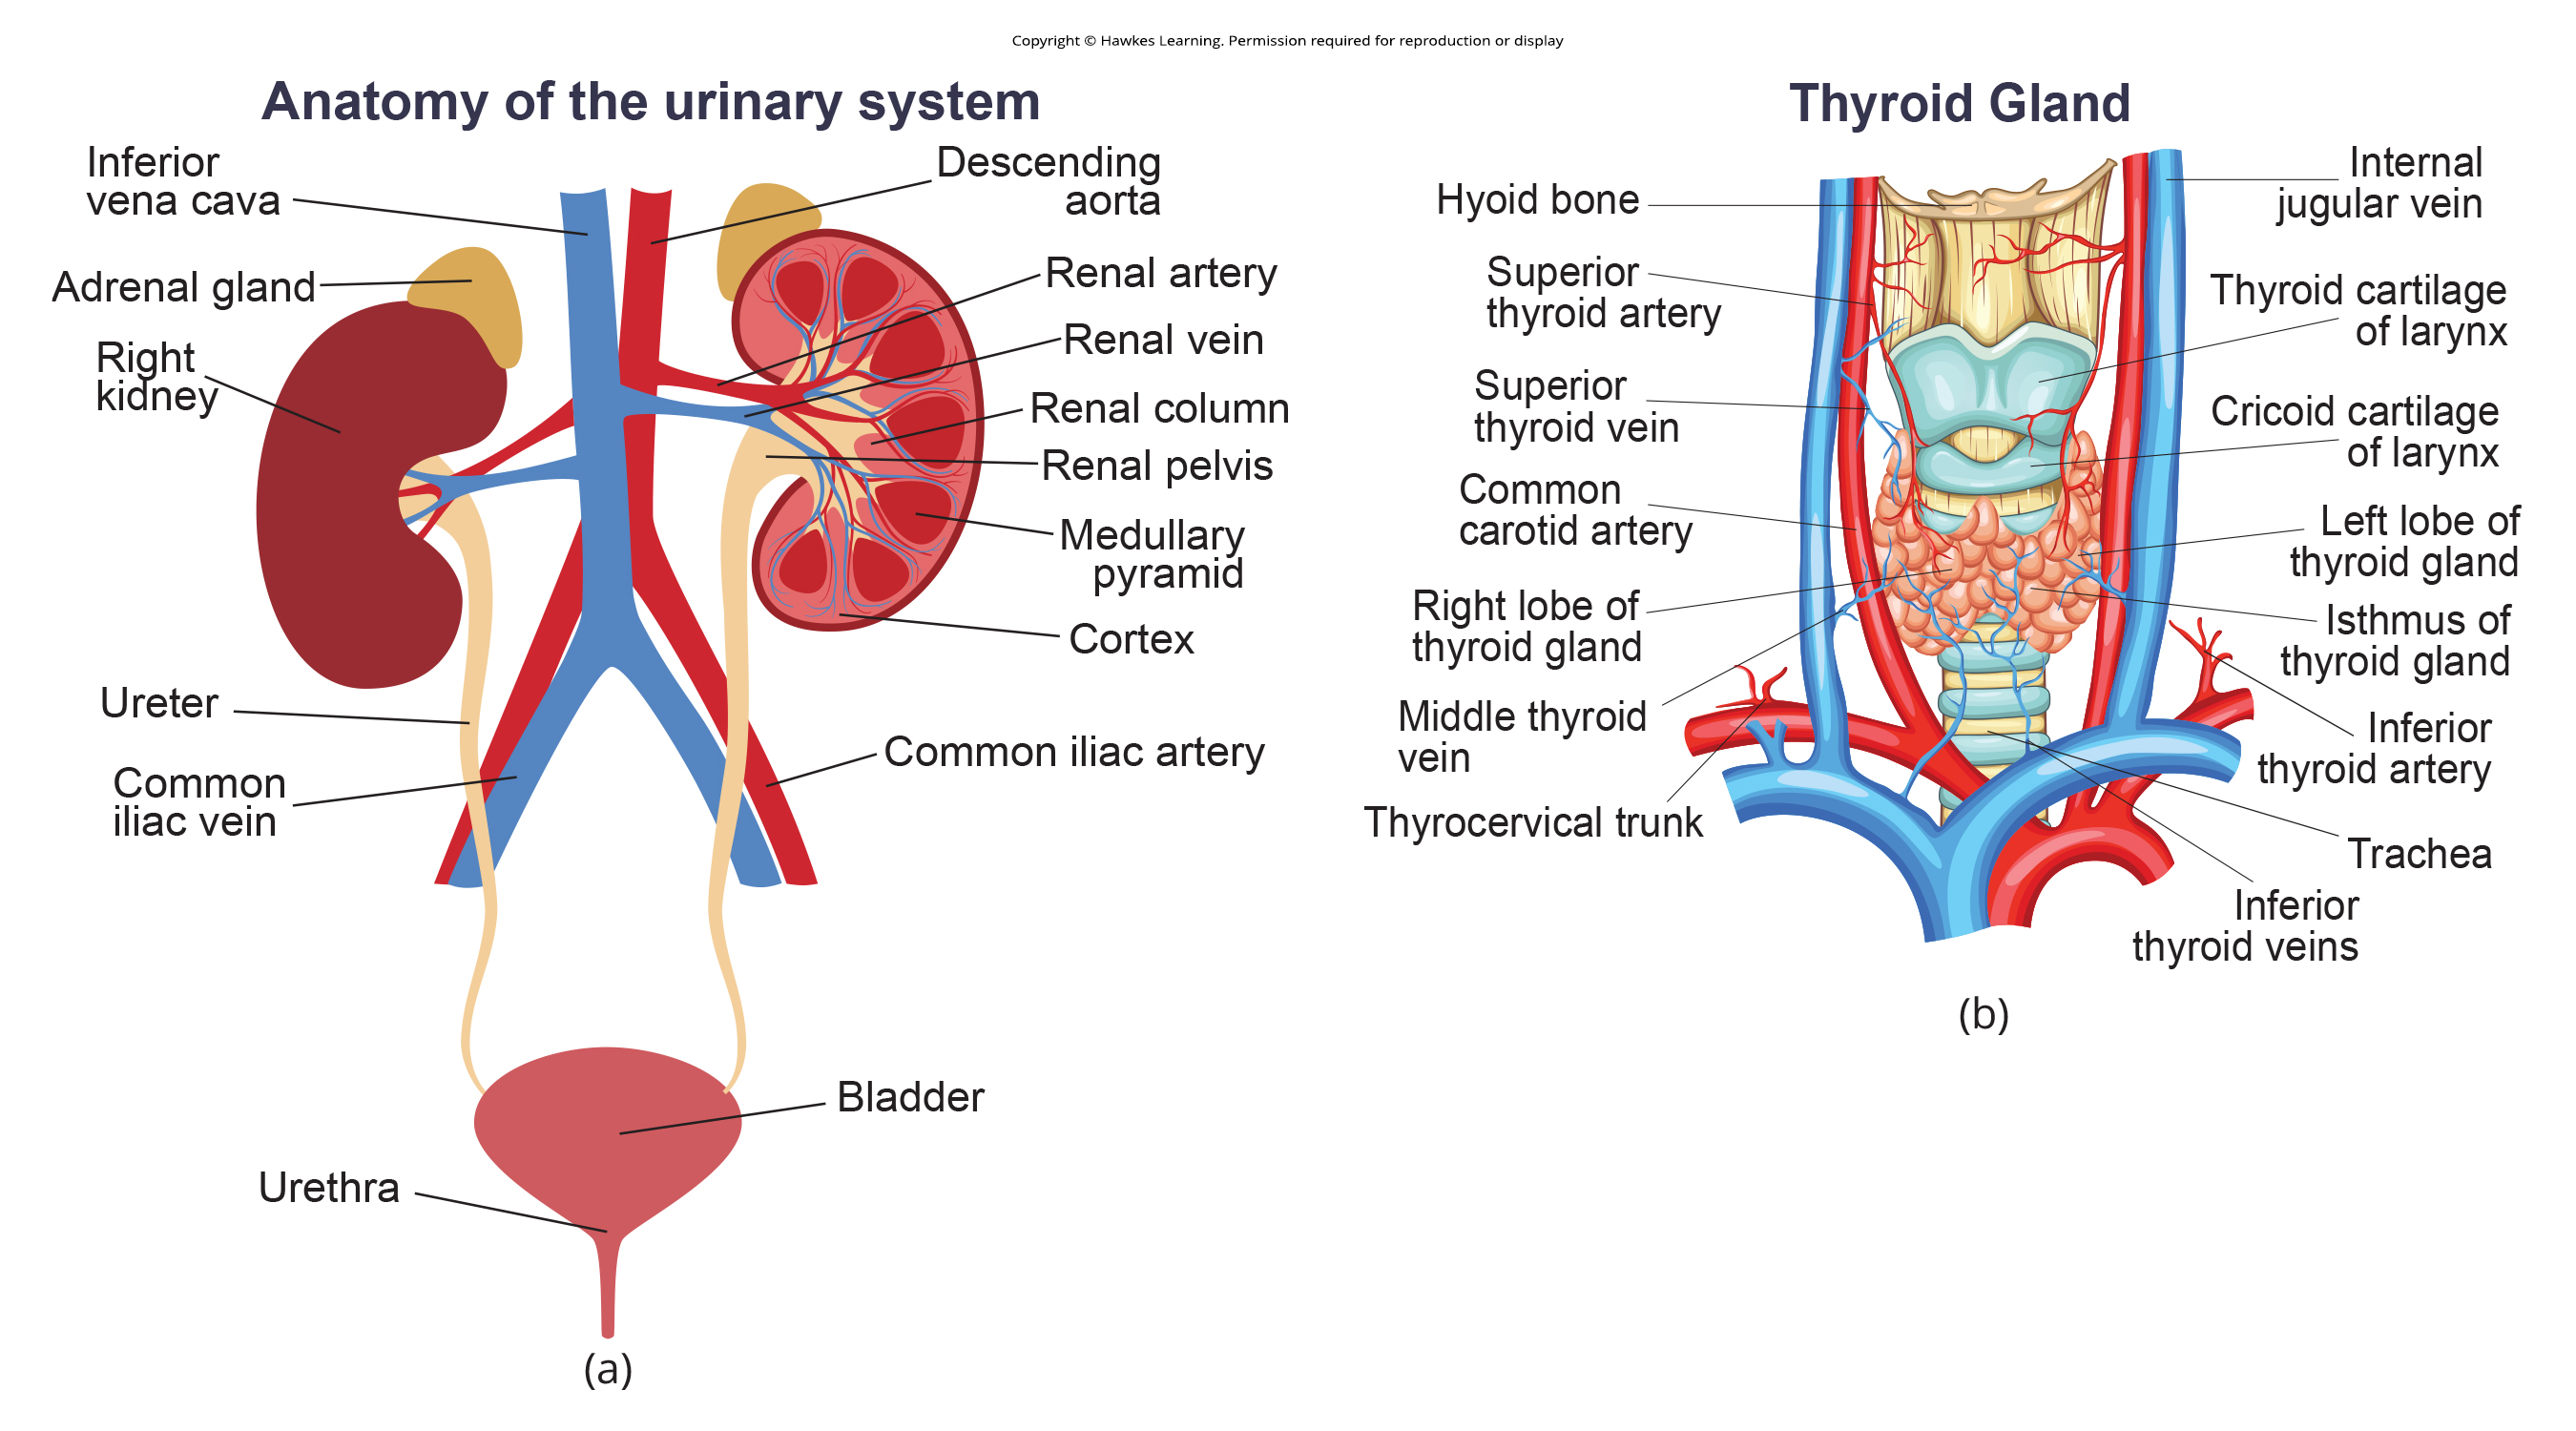 Copyright © Hawkes Learning. Permission required for reproduction or display
Anatomy of the urinary system
Inferior
vena cava
Adrenal gland
Right
kidney
Ureter
Common
iliac vein
Urethra
Descending
aorta
Renal artery
Renal vein
Renal column
Renal pelvis
Medullary
pyramid
Cortex
Common iliac artery
Bladder
(a)
Thyroid Gland
Hyoid bone
Superior
thyroid artery
Superior
thyroid vein
Common
carotid artery
Right lobe of
thyroid gland
Middle thyroid
vein
Thyrocervical trunk
Internal
jugular vein
Thyroid cartilage
of larynx
Cricoid cartilage
of larynx
Left lobe of
thyroid gland
Isthmus of
thyroid gland
Inferior
thyroid artery
Trachea
Inferior
thyroid veins
(b)